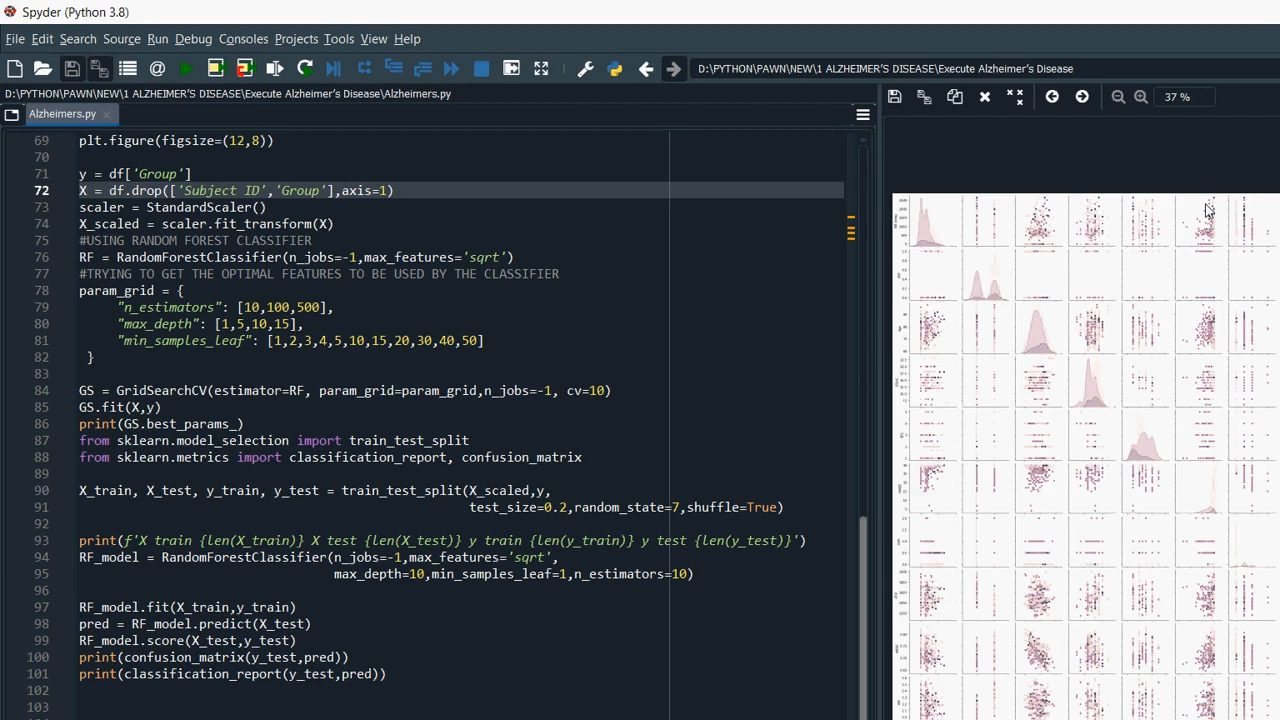 Spyder (Python 3.8)
File Edit Search Source Run Debug Consoles Projects Tools View Help
D:\PYTHON\PAWN\NEW\1 ALZHEIMER'S DISEASE\Execute Alzheimer's Disease
D:\PYTHON\PAWN\NEW\1 ALZHEIMER'S DISEASE\Execute Alzheimer's Disease\Alzheimers.py
Alzheimers.py
37 %
69 plt.figure(figsize=(12,8))
70
71 y = df['Group']
72 X = df.drop(['Subject ID','Group'],axis=1)
73 scaler = StandardScaler()
74 X_scaled = scaler.fit_transform(X)
75 #USING RANDOM FOREST CLASSIFIER
76 RF = RandomForestClassifier(n_jobs=-1,max_features='sqrt')
77 #TRYING TO GET THE OPTIMAL FEATURES TO BE USED BY THE CLASSIFIER
78 param_grid = {
79 "n_estimators": [10,100,500],
80 "max_depth": [1,5,10,15],
81 "min_samples_leaf": [1,2,3,4,5,10,15,20,30,40,50]
82 }
83
84 GS = GridSearchCV(estimator=RF, param_grid=param_grid,n_jobs=-1, cv=10)
85 GS.fit(X,y)
86 print(GS.best_params_)
87 from sklearn.model_selection import train_test_split
88 from sklearn.metrics import classification_report, confusion_matrix
89
90 X_train, X_test, y_train, y_test = train_test_split(X_scaled,y,
91 test_size=0.2,random_state=7,shuffle=True)
92
93 print(f'X train {len(X_train)} X test {len(X_test)} y train {len(y_train)} y test {len(y_test)}')
94 RF_model = RandomForestClassifier(n_jobs=-1,max_features='sqrt',
95 max_depth=10,min_samples_leaf=1,n_estimators=10)
96
97 RF_model.fit(X_train,y_train)
98 pred = RF_model.predict(X_test)
99 RF_model.score(X_test,y_test)
100 print(confusion_matrix(y_test,pred))
101 print(classification_report(y_test,pred))
102
103